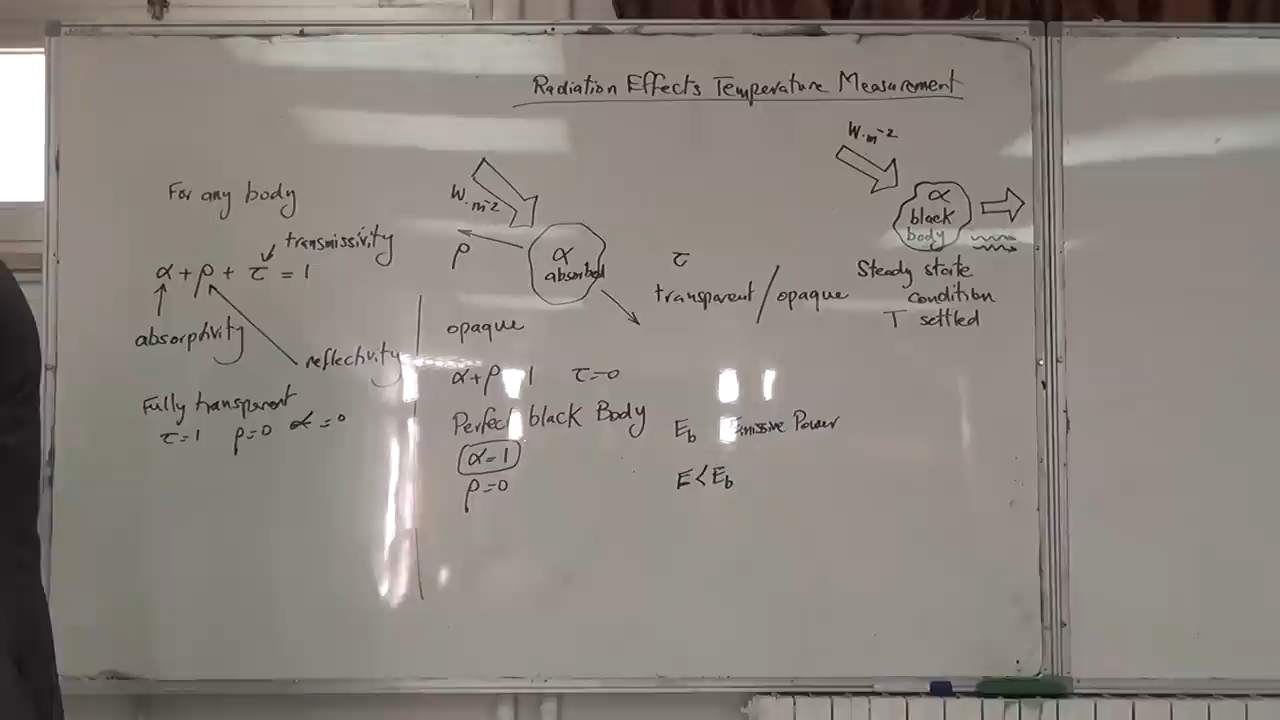 Radiation Effects Temperature Measurement
For any body
transmissivity
α + ρ + τ = 1
absorptivity
reflectivity
Fully transparent
τ=1 ρ=0 α=0
W.m-2
ρ
α
absorbed
τ
transparent / opaque
opaque
α+ρ 1 τ=0
Perfect black Body
α=1
ρ=0
Eb Emissive Power
E<Eb
W.m-2
α
black
body
Steady state
condition
T settled